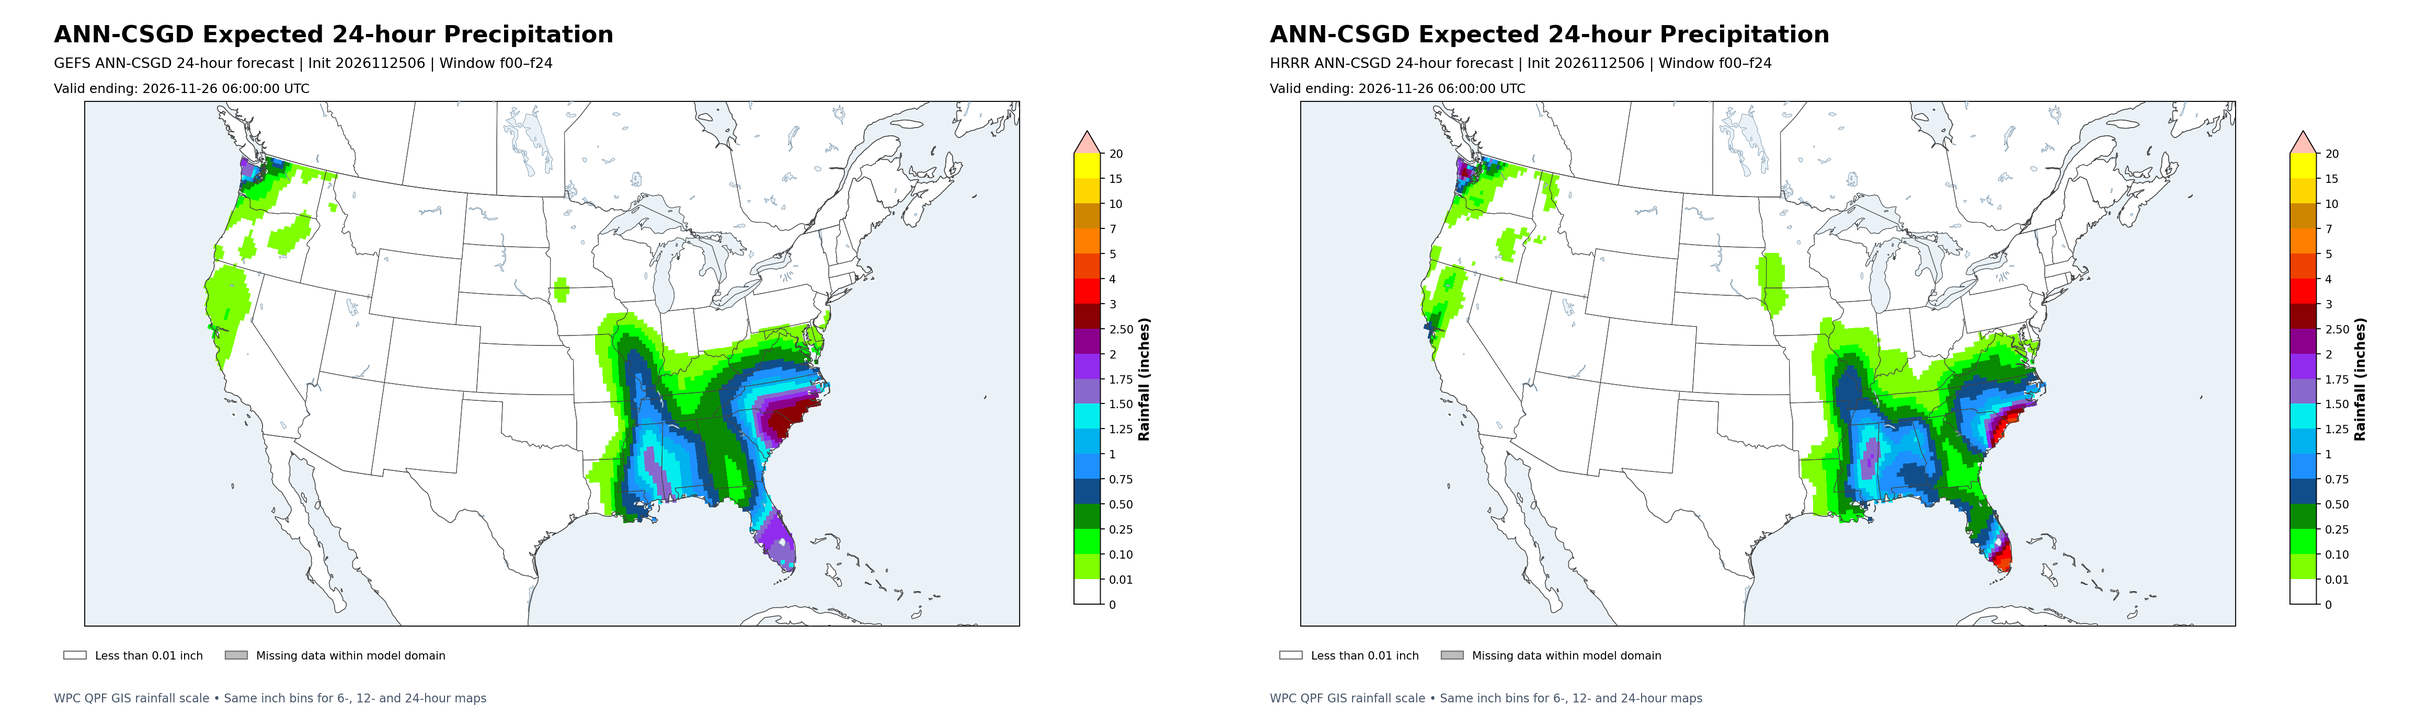 ANN-CSGD Expected 24-hour Precipitation
GEFS ANN-CSGD 24-hour forecast | Init 2026112506 | Window f00–f24
Valid ending: 2026-11-26 06:00:00 UTC
20
15
10
7
5
4
3
2.50
2
1.75
1.50
1.25
1
0.75
0.50
0.25
0.10
0.01
0
Rainfall (inches)
Less than 0.01 inch
Missing data within model domain
WPC QPF GIS rainfall scale • Same inch bins for 6-, 12- and 24-hour maps
ANN-CSGD Expected 24-hour Precipitation
HRRR ANN-CSGD 24-hour forecast | Init 2026112506 | Window f00–f24
Valid ending: 2026-11-26 06:00:00 UTC
20
15
10
7
5
4
3
2.50
2
1.75
1.50
1.25
1
0.75
0.50
0.25
0.10
0.01
0
Rainfall (inches)
Less than 0.01 inch
Missing data within model domain
WPC QPF GIS rainfall scale • Same inch bins for 6-, 12- and 24-hour maps